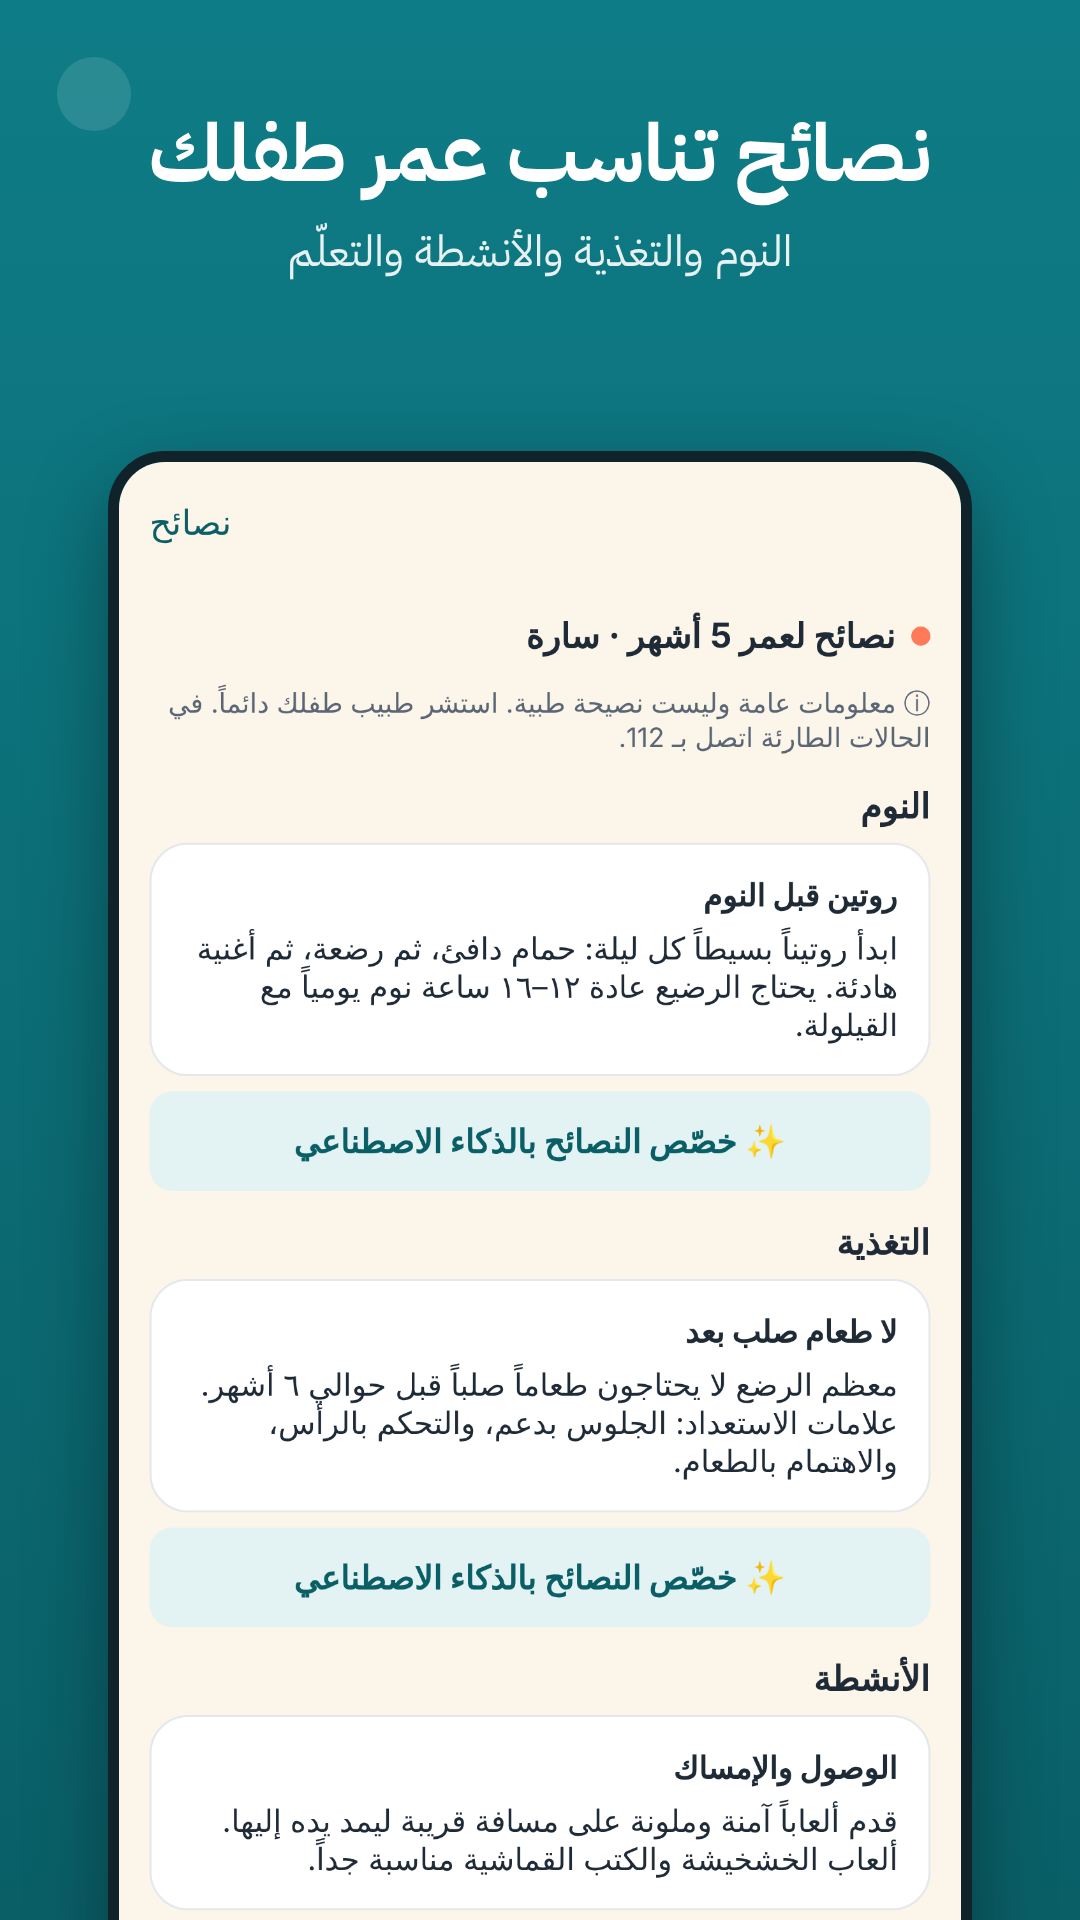 نصائح تناسب عمر طفلك
النوم والتغذية والأنشطة والتعلّم
نصائح
نصائح لعمر 5 أشهر · سارة
ⓘ معلومات عامة وليست نصيحة طبية. استشر طبيب طفلك دائماً. في
الحالات الطارئة اتصل بـ 112.
النوم
روتين قبل النوم
ابدأ روتيناً بسيطاً كل ليلة: حمام دافئ، ثم رضعة، ثم أغنية
هادئة. يحتاج الرضيع عادة ١٢–١٦ ساعة نوم يومياً مع
القيلولة.
✨ خصّص النصائح بالذكاء الاصطناعي
التغذية
لا طعام صلب بعد
معظم الرضع لا يحتاجون طعاماً صلباً قبل حوالي ٦ أشهر.
علامات الاستعداد: الجلوس بدعم، والتحكم بالرأس،
والاهتمام بالطعام.
✨ خصّص النصائح بالذكاء الاصطناعي
الأنشطة
الوصول والإمساك
قدم ألعاباً آمنة وملونة على مسافة قريبة ليمد يده إليها.
ألعاب الخشخيشة والكتب القماشية مناسبة جداً.